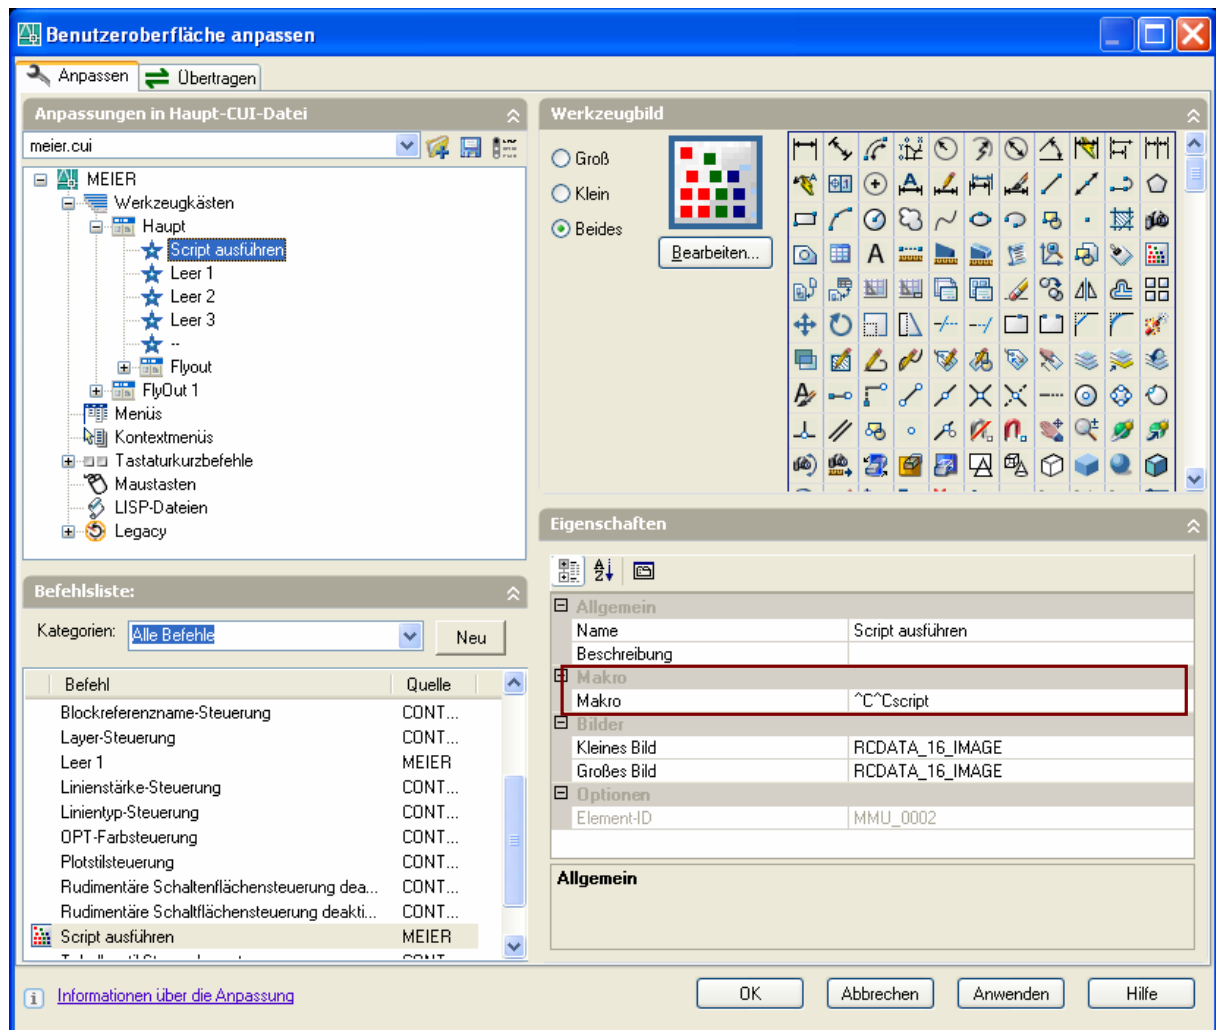 Benutzeroberfläche anpassen
Anpassen
Übertragen
Anpassungen in Haupt-CUI-Datei
meier.cui
MEIER
Werkzeugkästen
Haupt
Script ausführen
Leer 1
Leer 2
Leer 3
--
Flyout
FlyOut 1
Menüs
Kontextmenüs
Tastaturkurzbefehle
Maustasten
LISP-Dateien
Legacy
Befehlsliste:
Kategorien: Alle Befehle Neu
Befehl Quelle
Blockreferenzname-Steuerung CONT...
Layer-Steuerung CONT...
Leer 1 MEIER
Linienstärke-Steuerung CONT...
Linientyp-Steuerung CONT...
OPT-Farbsteuerung CONT...
Plotstilsteuerung CONT...
Rudimentäre Schaltenflächensteuerung dea... CONT...
Rudimentäre Schaltflächensteuerung deakti... CONT...
Script ausführen MEIER
Werkzeugbild
Groß
Klein
Beides
Bearbeiten...
Eigenschaften
Allgemein
Name Script ausführen
Beschreibung
Makro
Makro ^C^Cscript
Bilder
Kleines Bild RCDATA_16_IMAGE
Großes Bild RCDATA_16_IMAGE
Optionen
Element-ID MMU_0002
Allgemein
Informationen über die Anpassung
OK
Abbrechen
Anwenden
Hilfe